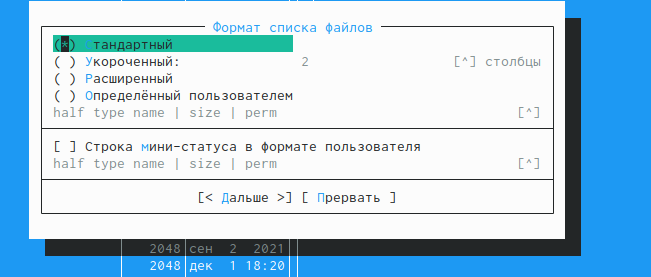 Формат списка файлов
(*) Стандартный
( ) Укороченный: 2 [^] столбцы
( ) Расширенный
( ) Определённый пользователем
half type name | size | perm [^]
[ ] Строка мини-статуса в формате пользователя
half type name | size | perm [^]
[< Дальше >] [ Прервать ]
2048 сен 2 2021
2048 дек 1 18:20